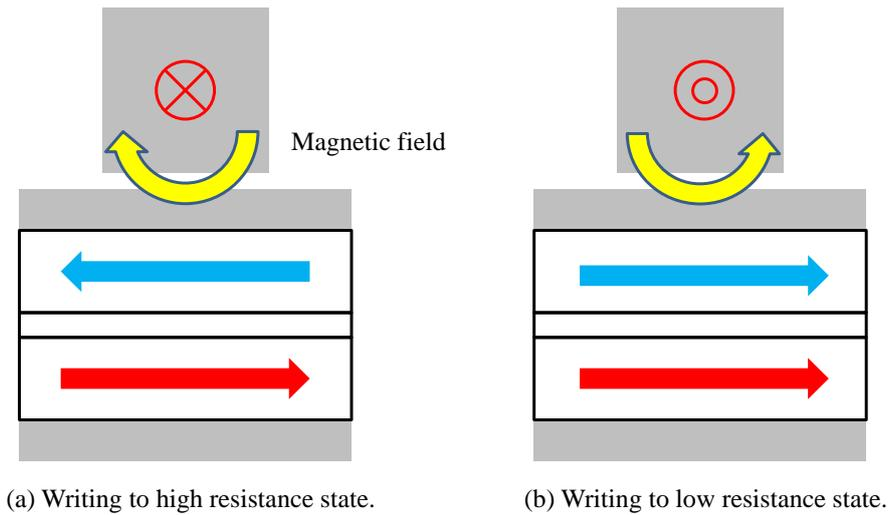 Magnetic field
(a) Writing to high resistance state.
(b) Writing to low resistance state.